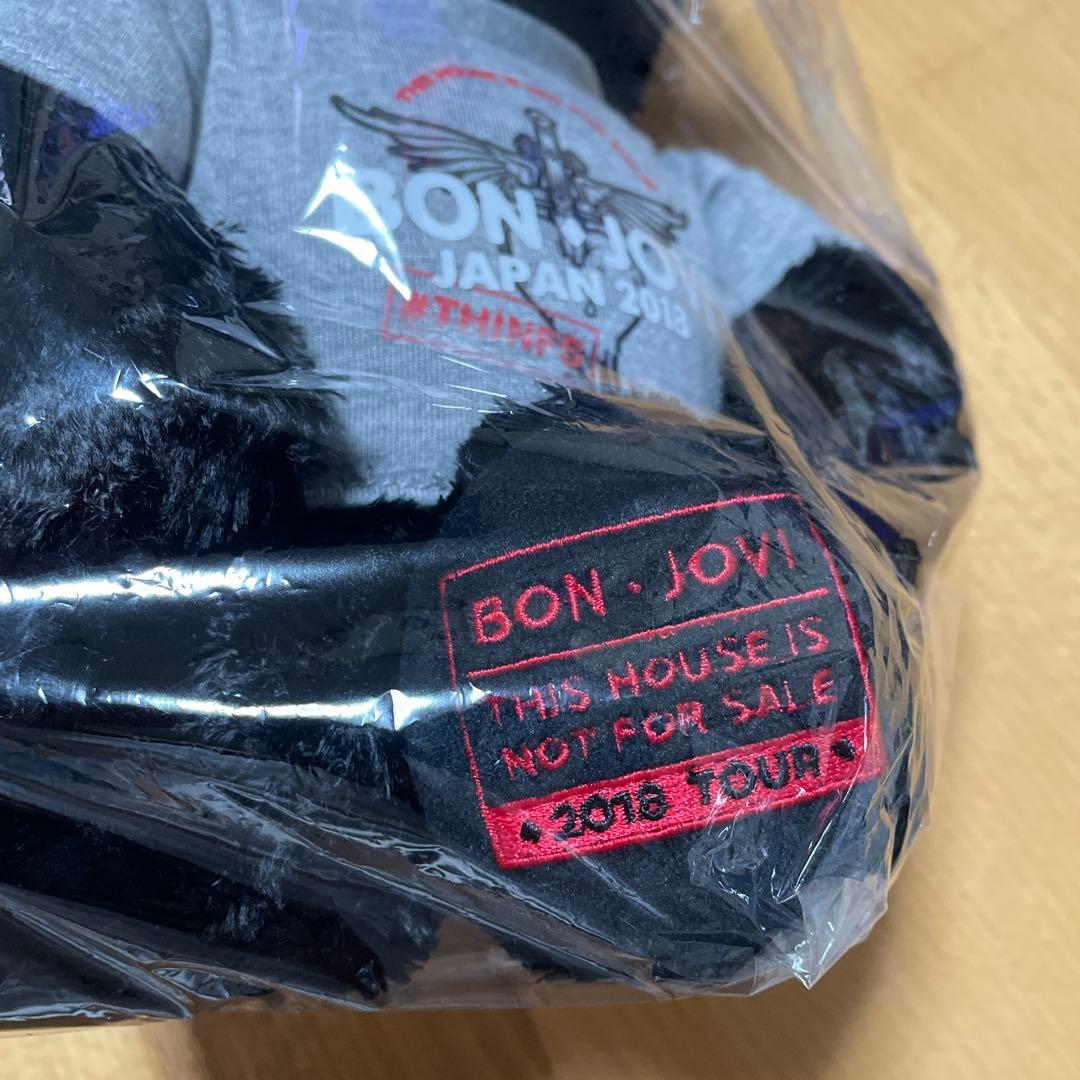 BON • JOVI
JAPAN 2018
#THINFS
BON • JOVI
THIS HOUSE IS
NOT FOR SALE
2018 TOUR